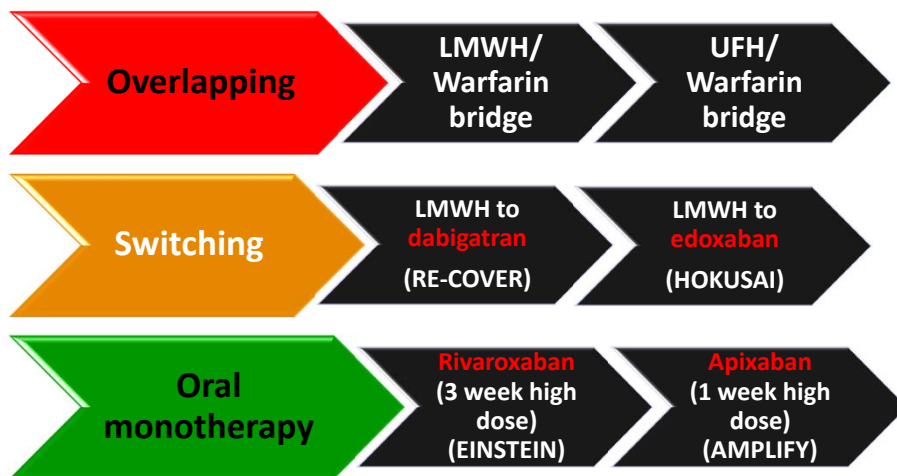 Overlapping
LMWH/
Warfarin
bridge
UFH/
Warfarin
bridge
Switching
LMWH to
dabigatran
(RE-COVER)
LMWH to
edoxaban
(HOKUSAI)
Oral
monotherapy
Rivaroxaban
(3 week high
dose)
(EINSTEIN)
Apixaban
(1 week high
dose)
(AMPLIFY)